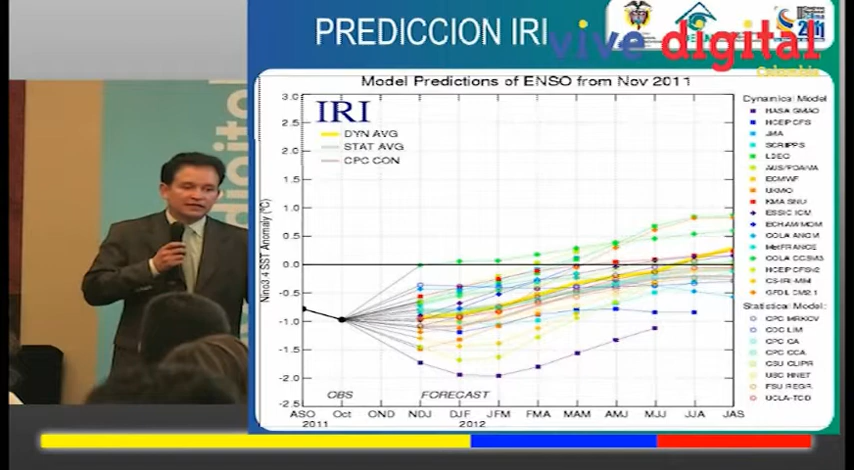 PREDICCION IRI
vive digital
Colombia
2011
digital
Model Predictions of ENSO from Nov 2011
IRI
DYN AVG
STAT AVG
CPC CON
Nino3.4 SST Anomaly (ºC)
3.0
2.5
2.0
1.5
1.0
0.5
0.0
-0.5
-1.0
-1.5
-2.0
-2.5
OBS
FORECAST
ASO
Oct
OND
NDJ
DJF
JFM
FMA
MAM
AMJ
MJJ
JJA
JAS
2011
2012
Dynamical Model
NASA GMAO
NCEP CFS
JMA
SCRIPPS
LDEO
AUS/POAMA
ECMWF
UKMO
KMA SNU
ESSIC ICM
ECHAM/MOM
COLA ANOM
MetFRANCE
COLA CCSM3
NCEP CFSv2
CS-IRI-MM
GFDL CM2.1
Statistical Model:
CPC MRKOV
CDC LIM
CPC CA
CPC CCA
CSU CLIPR
UBC NNET
FSU REGR
UCLA-TCD